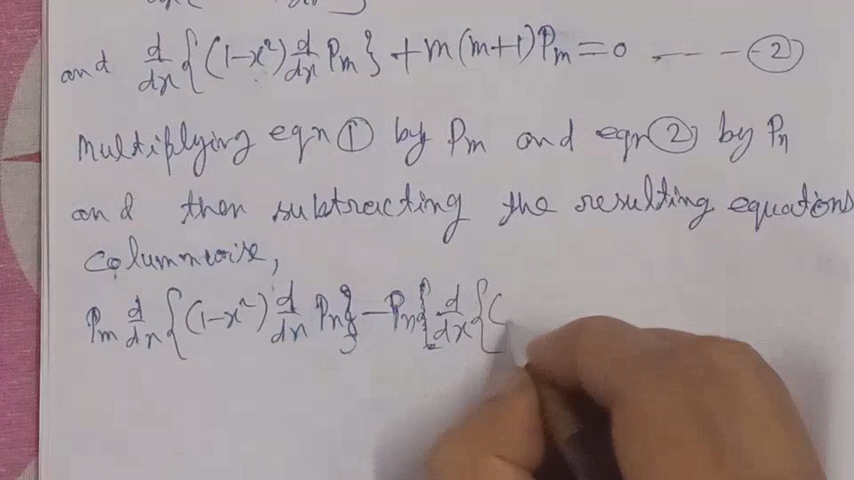 and d/dx {(1-x²) d/dx Pm} + m(m+1)Pm = 0 --- (2)
Multiplying eqn (1) by Pm and eqn (2) by Pn
and then subtracting the resulting equations
columnwise,
Pm d/dx {(1-x²) d/dx Pn} - Pn{ d/dx {(